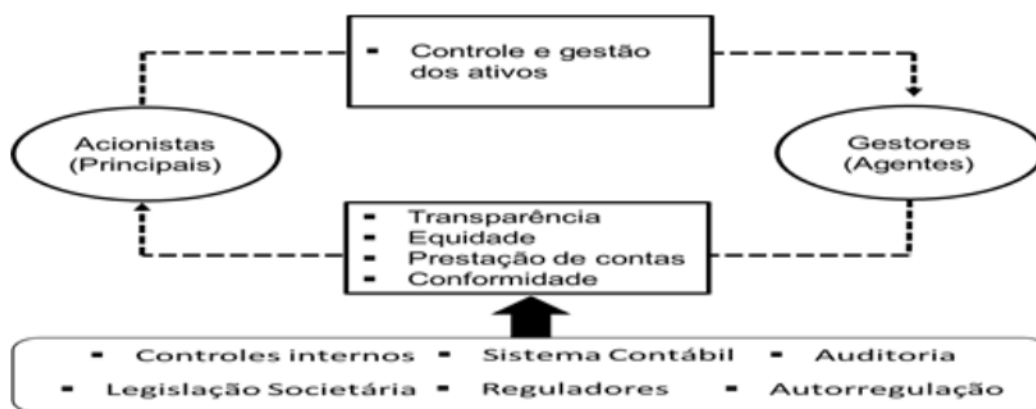 ▪ Controle e gestão
dos ativos
Acionistas
(Principais)
Gestores
(Agentes)
▪ Transparência
▪ Equidade
▪ Prestação de contas
▪ Conformidade
▪ Controles internos ▪ Sistema Contábil ▪ Auditoria
▪ Legislação Societária ▪ Reguladores ▪ Autorregulação